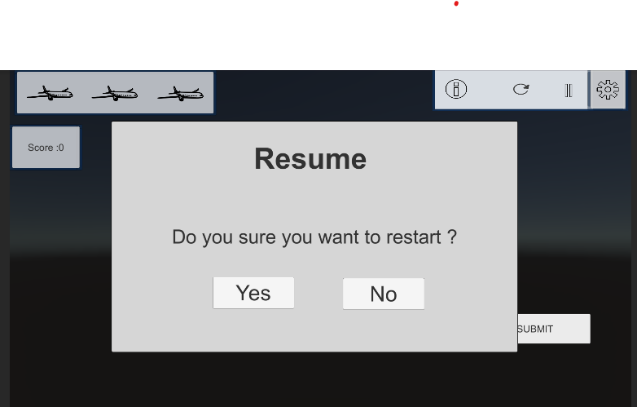 Score :0
Resume
Do you sure you want to restart ?
Yes No
SUBMIT